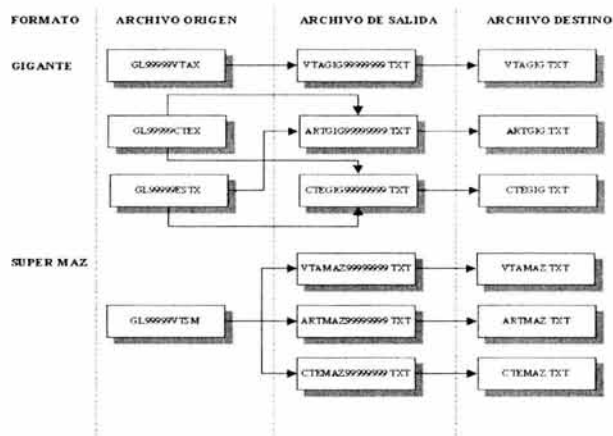 FORMATO ARCHIVO ORIGEN ARCHIVO DE SALIDA ARCHIVO DESTINO
GIGANTE
GL99999VTAX VTAGIG99999999.TXT VTAGIG.TXT
GL99999CTEX ARTGIG99999999.TXT ARTGIG.TXT
GL99999ESTX CTEGIG99999999.TXT CTEGIG.TXT
SUPER MAZ
VTAMAZ99999999.TXT VTAMAZ.TXT
GL99999VTSM ARTMAZ99999999.TXT ARTMAZ.TXT
CTEMAZ99999999.TXT CTEMAZ.TXT